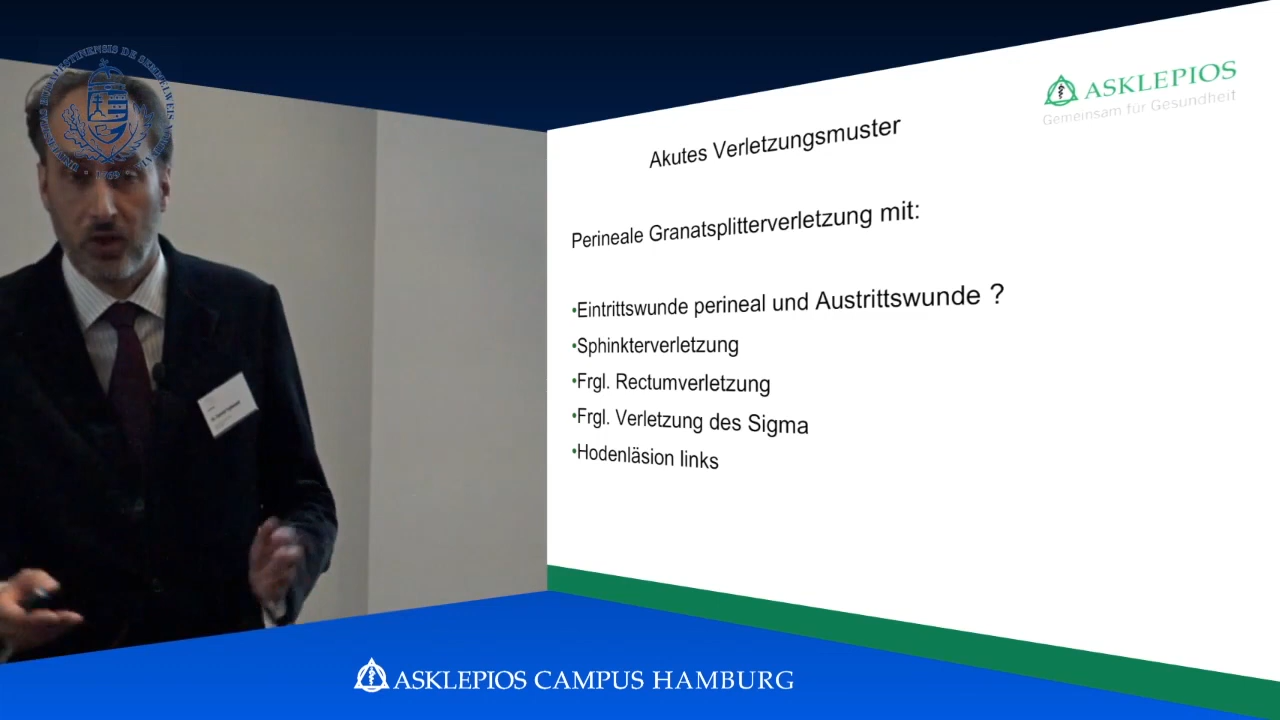 ASKLEPIOS
Gemeinsam für Gesundheit
Akutes Verletzungsmuster
Perineale Granatsplitterverletzung mit:
•Eintrittswunde perineal und Austrittswunde ?
•Sphinkterverletzung
•Frgl. Rectumverletzung
•Frgl. Verletzung des Sigma
•Hodenläsion links
ASKLEPIOS CAMPUS HAMBURG
1769